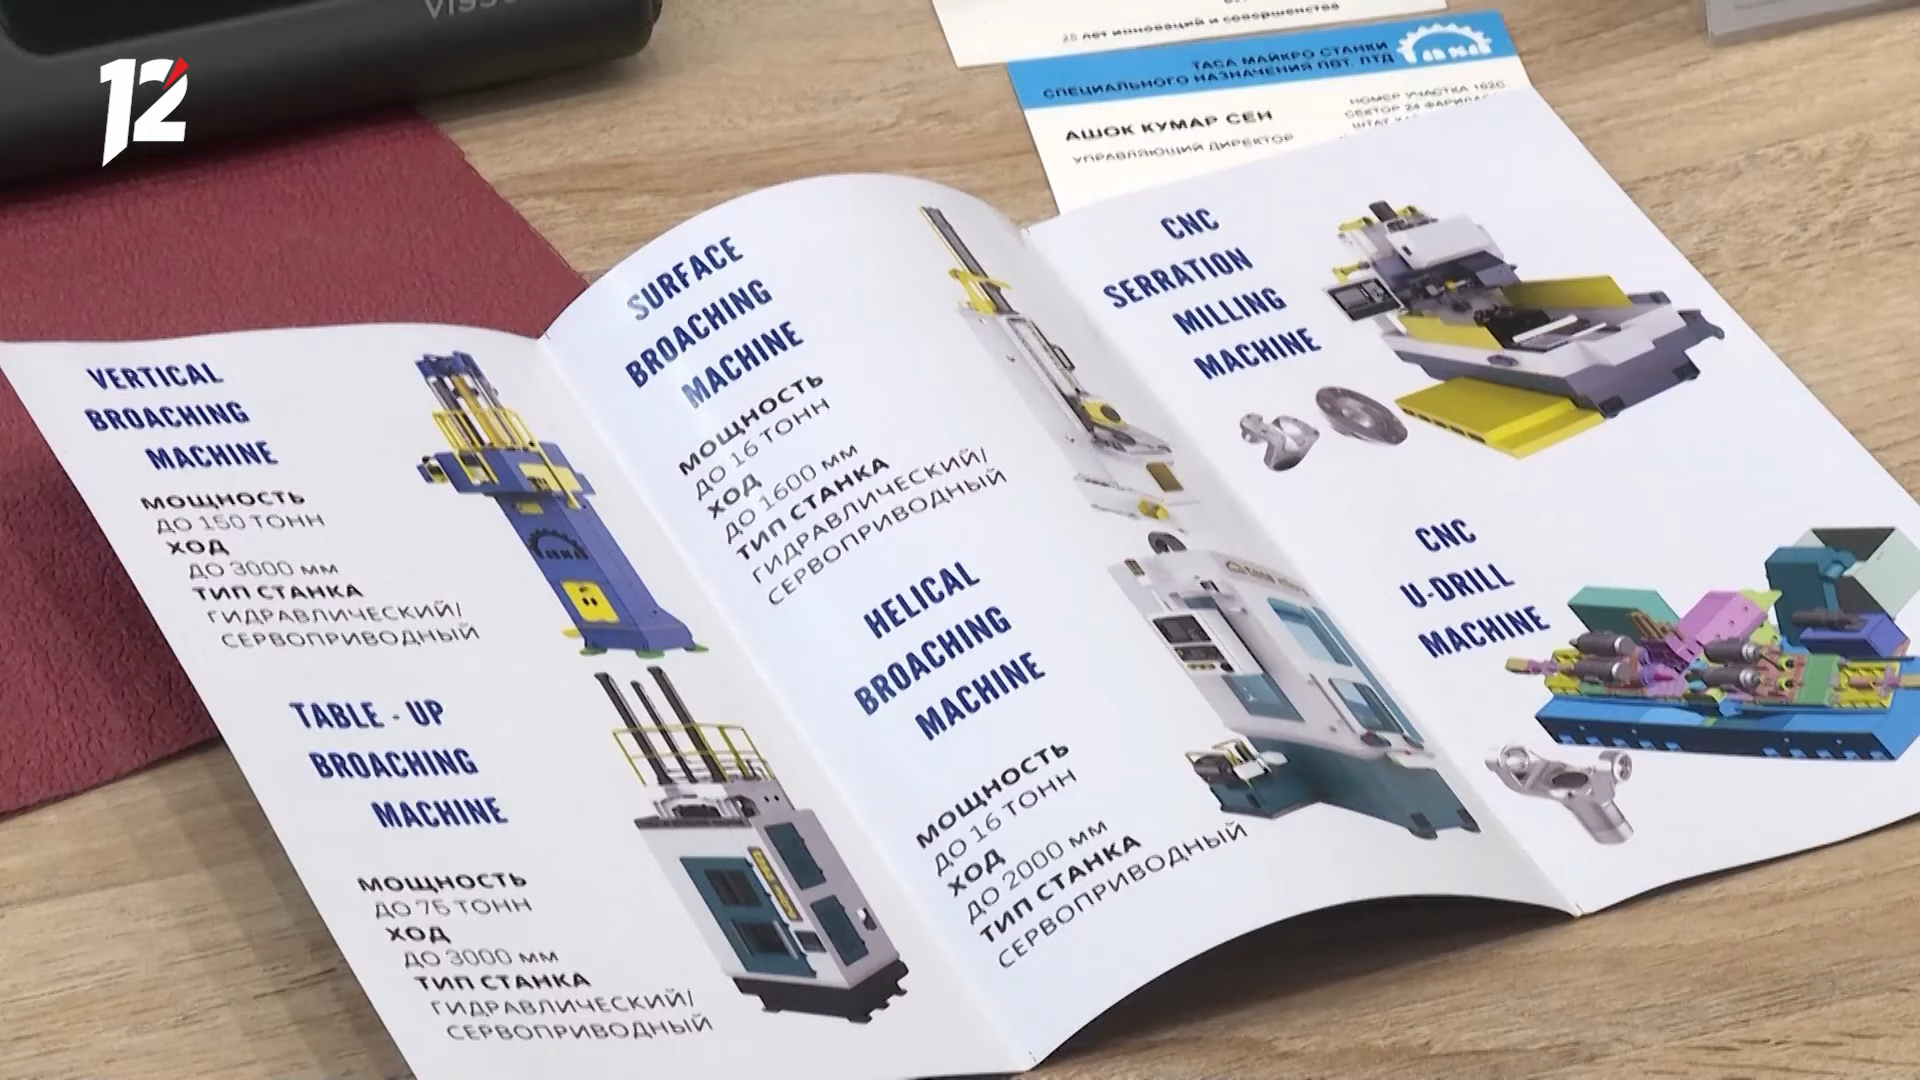 12
25 лет инноваций и совершенства
ТАСА МАЙКРО СТАНКИ
СПЕЦИАЛЬНОГО НАЗНАЧЕНИЯ ПВТ. ЛТД
АШОК КУМАР СЕН
УПРАВЛЯЮЩИЙ ДИРЕКТОР
НОМЕР УЧАСТКА 162С
СЕКТОР 24
ШТАТ
VERTICAL
BROACHING
MACHINE
МОЩНОСТЬ
ДО 150 ТОНН
ХОД
ДО 3000 мм
ТИП СТАНКА
ГИДРАВЛИЧЕСКИЙ/
СЕРВОПРИВОДНЫЙ
TABLE - UP
BROACHING
MACHINE
МОЩНОСТЬ
ДО 75 ТОНН
ХОД
ДО 3000 мм
ТИП СТАНКА
ГИДРАВЛИЧЕСКИЙ/
СЕРВОПРИВОДНЫЙ
SURFACE
BROACHING
MACHINE
МОЩНОСТЬ
ДО 16 ТОНН
ХОД
ДО 1600 мм
ТИП СТАНКА
ГИДРАВЛИЧЕСКИЙ/
СЕРВОПРИВОДНЫЙ
HELICAL
BROACHING
MACHINE
МОЩНОСТЬ
ДО 16 ТОНН
ХОД
ДО 2000 мм
ТИП СТАНКА
СЕРВОПРИВОДНЫЙ
CNC
SERRATION
MILLING
MACHINE
CNC
U-DRILL
MACHINE